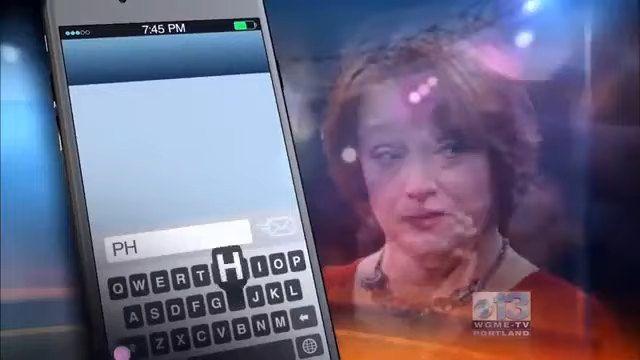 7:45 PM
PH
H
Q W E R T I O P
A S D F G J K L
Z X C V B N M
13
WGME-TV
PORTLAND